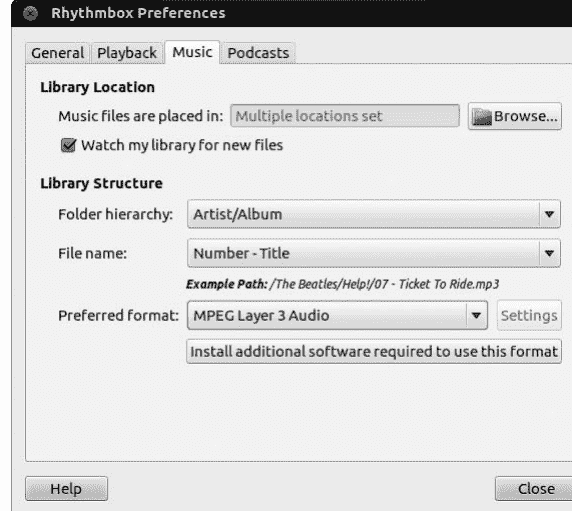 Rhythmbox Preferences
General Playback Music Podcasts
Library Location
Music files are placed in: Multiple locations set Browse...
Watch my library for new files
Library Structure
Folder hierarchy: Artist/Album
File name: Number - Title
Example Path: /The Beatles/Help!/07 - Ticket To Ride.mp3
Preferred format: MPEG Layer 3 Audio Settings
Install additional software required to use this format
Help Close